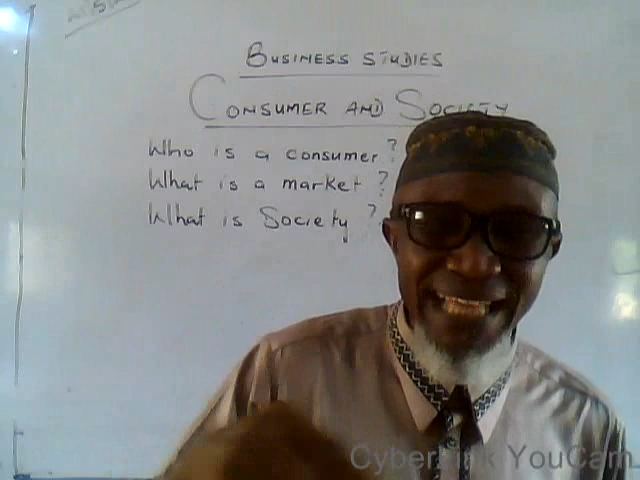 BUSINESS STUDIES
CONSUMER AND SOCIETY
Who is a consumer?
What is a market?
What is Society?
CyberLink YouCam